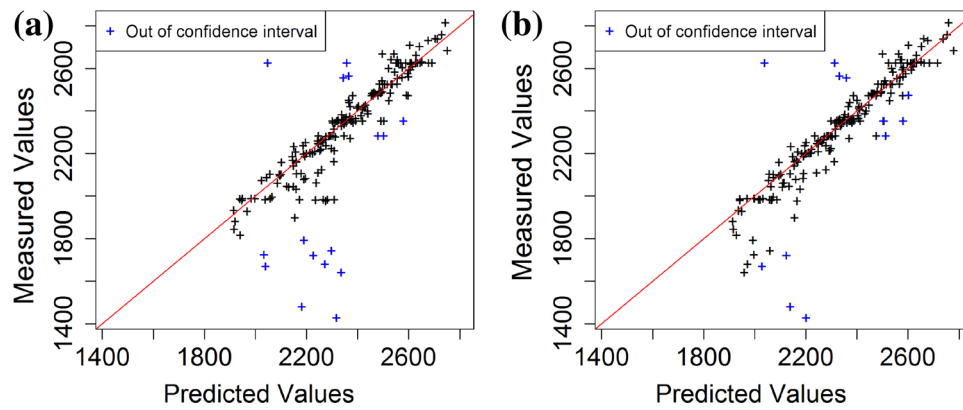 (a)
+ Out of confidence interval
Measured Values
1400 1800 2200 2600
1400 1800 2200 2600
Predicted Values
(b)
+ Out of confidence interval
Measured Values
1400 1800 2200 2600
1400 1800 2200 2600
Predicted Values